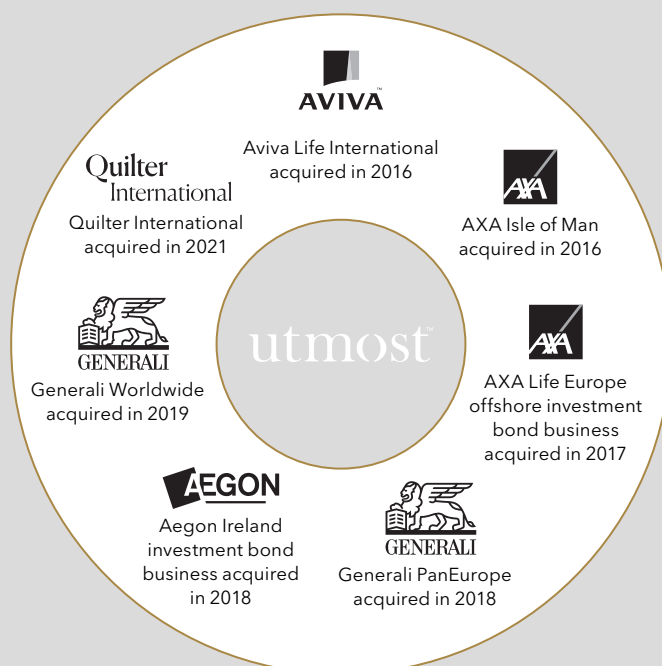 AVIVA™
Aviva Life International
acquired in 2016
AXA
AXA Isle of Man
acquired in 2016
AXA
AXA Life Europe
offshore investment
bond business
acquired in 2017
GENERALI
Generali PanEurope
acquired in 2018
AEGON
Aegon Ireland
investment bond
business acquired
in 2018
GENERALI
Generali Worldwide
acquired in 2019
Quilter
International
Quilter International
acquired in 2021
utmost™